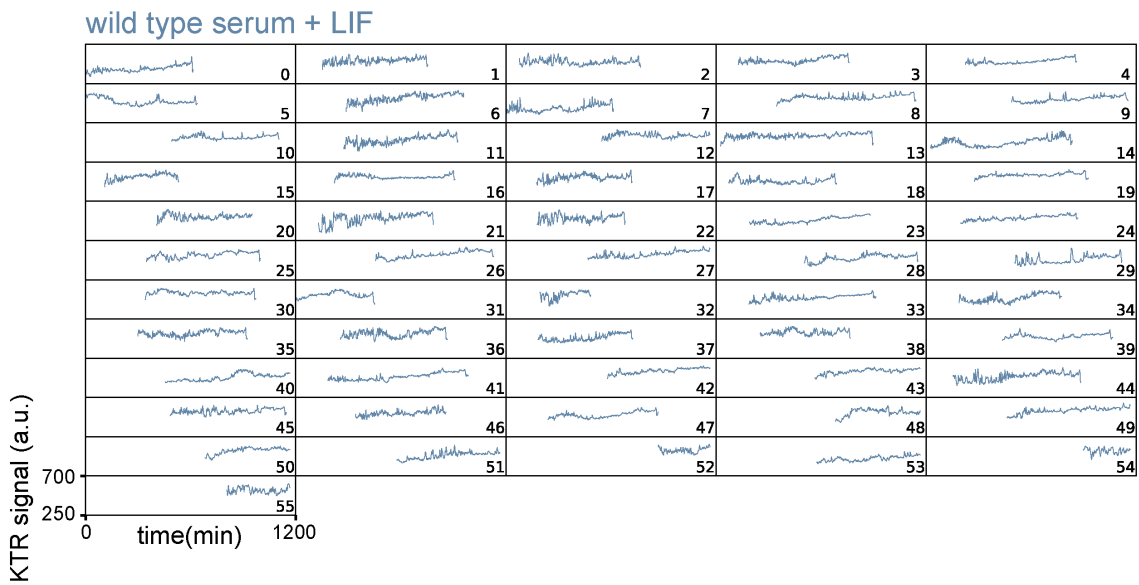 wild type serum + LIF
0 1 2 3 4
5 6 7 8 9
10 11 12 13 14
15 16 17 18 19
20 21 22 23 24
25 26 27 28 29
30 31 32 33 34
35 36 37 38 39
40 41 42 43 44
45 46 47 48 49
50 51 52 53 54
700
55
250
0 time(min) 1200
KTR signal (a.u.)